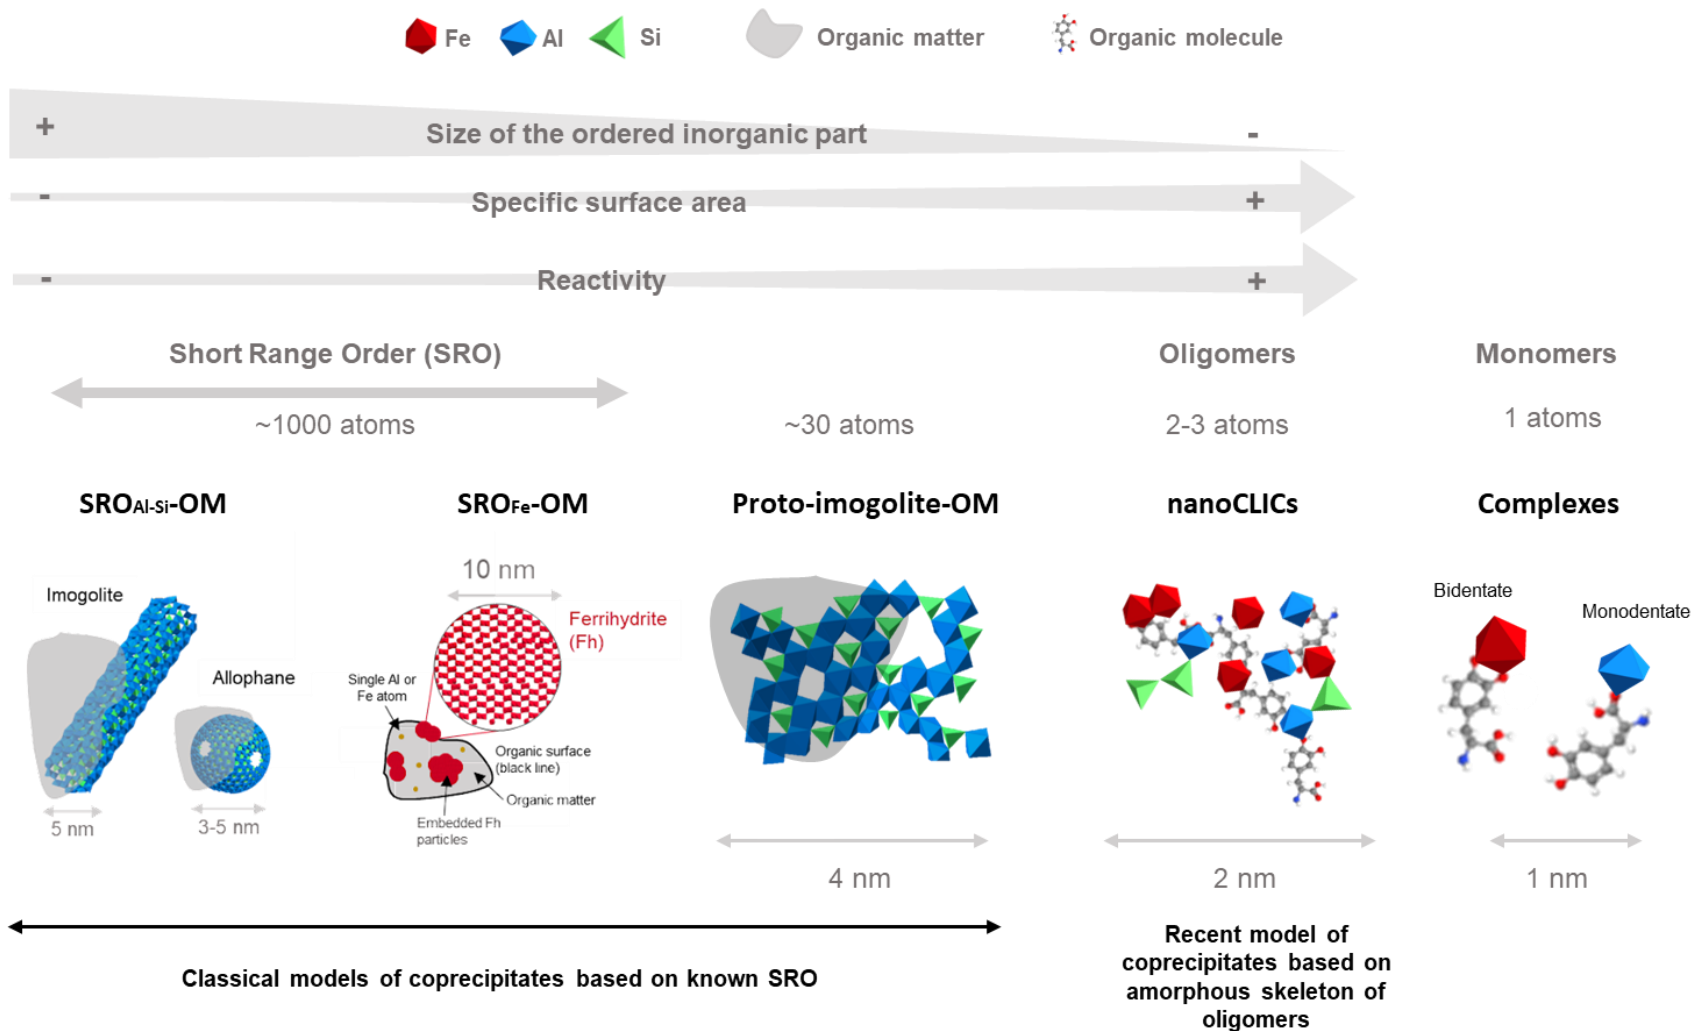 Fe Al Si Organic matter Organic molecule
+ Size of the ordered inorganic part -
- Specific surface area +
- Reactivity +
Short Range Order (SRO) Oligomers Monomers
~1000 atoms ~30 atoms 2-3 atoms 1 atoms
SROAl-Si-OM SROFe-OM Proto-imogolite-OM nanoCLICs Complexes
Imogolite
Allophane
5 nm
3-5 nm
10 nm
Ferrihydrite
(Fh)
Single Al or
Fe atom
Organic surface
(black line)
Organic matter
Embedded Fh
particles
Bidentate
Monodentate
4 nm 2 nm 1 nm
Classical models of coprecipitates based on known SRO
Recent model of
coprecipitates based on
amorphous skeleton of
oligomers